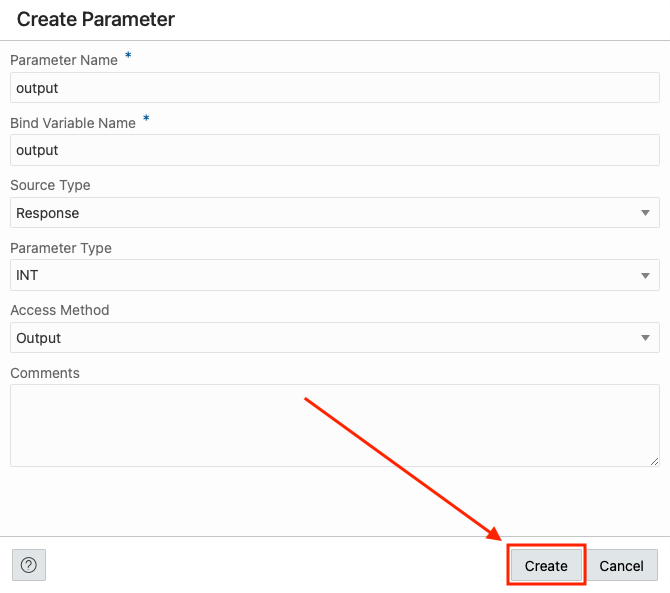 Create Parameter
Parameter Name *
output
Bind Variable Name *
output
Source Type
Response
Parameter Type
INT
Access Method
Output
Comments
? Create Cancel